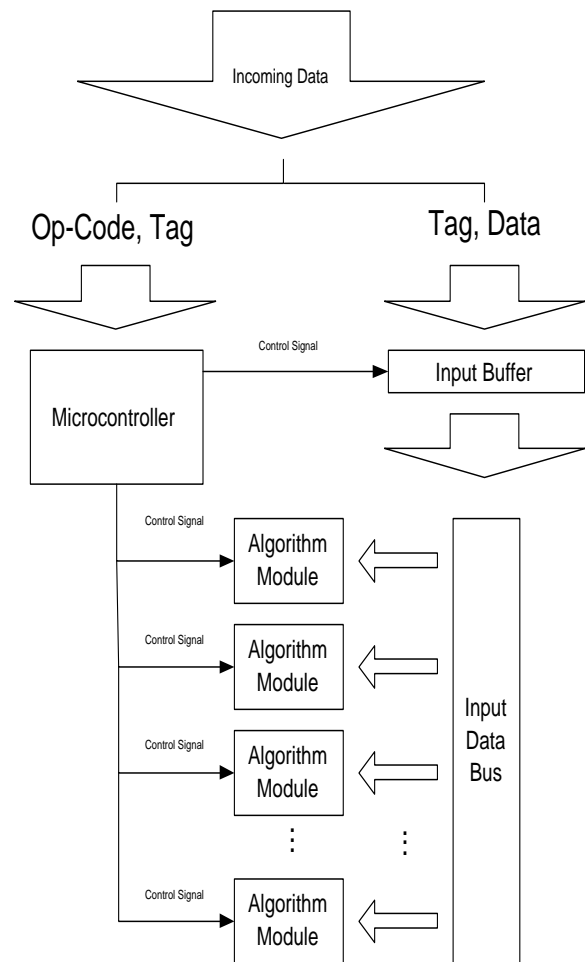 Incoming Data
Op-Code, Tag
Tag, Data
Control Signal
Microcontroller
Input Buffer
Control Signal
Algorithm
Module
Control Signal
Algorithm
Module
Input
Data
Bus
Control Signal
Algorithm
Module
Control Signal
Algorithm
Module